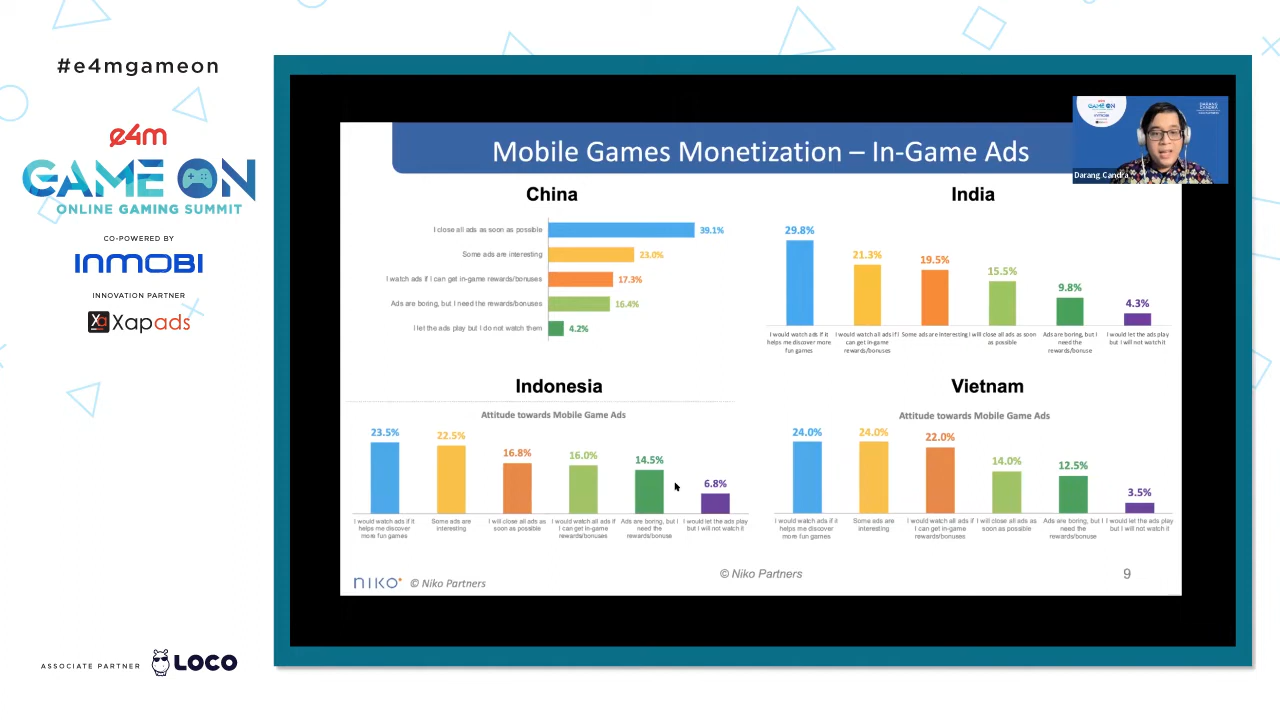 #e4mgameon
e4m
GAME ON
ONLINE GAMING SUMMIT
CO-POWERED BY
INMOBI
INNOVATION PARTNER
Xa
Xapads
ASSOCIATE PARTNER
LOCO
Mobile Games Monetization – In-Game Ads
Darang Candra
China
I close all ads as soon as possible
39.1%
Some ads are interesting
23.0%
I watch ads if I can get in-game rewards/bonuses
17.3%
Ads are boring, but I need the rewards/bonuses
16.4%
I let the ads play but I do not watch them
4.2%
India
29.8%
21.3%
19.5%
15.5%
9.8%
4.3%
I would watch ads if it
helps me discover more
fun games
I would watch all ads if I
can get in-game
rewards/bonuses
Some ads are interesting
I will close all ads as soon
as possible
Ads are boring, but I
need the
rewards/bonuse
I would let the ads play
but I will not watch it
Indonesia
Attitude towards Mobile Game Ads
23.5%
22.5%
16.8%
16.0%
14.5%
6.8%
I would watch ads if it
helps me discover
more fun games
Some ads are
interesting
I will close all ads as
soon as possible
I would watch all ads if
I can get in-game
rewards/bonuses
Ads are boring, but I
need the
rewards/bonuse
I would let the ads play
but I will not watch it
Vietnam
Attitude towards Mobile Game Ads
24.0%
24.0%
22.0%
14.0%
12.5%
3.5%
I would watch ads if it
helps me discover
more fun games
Some ads are
interesting
I would watch all ads if
I can get in-game
rewards/bonuses
I will close all ads as
soon as possible
Ads are boring, but I
need the
rewards/bonuse
I would let the ads play
but I will not watch it
NIKO
© Niko Partners
© Niko Partners
9